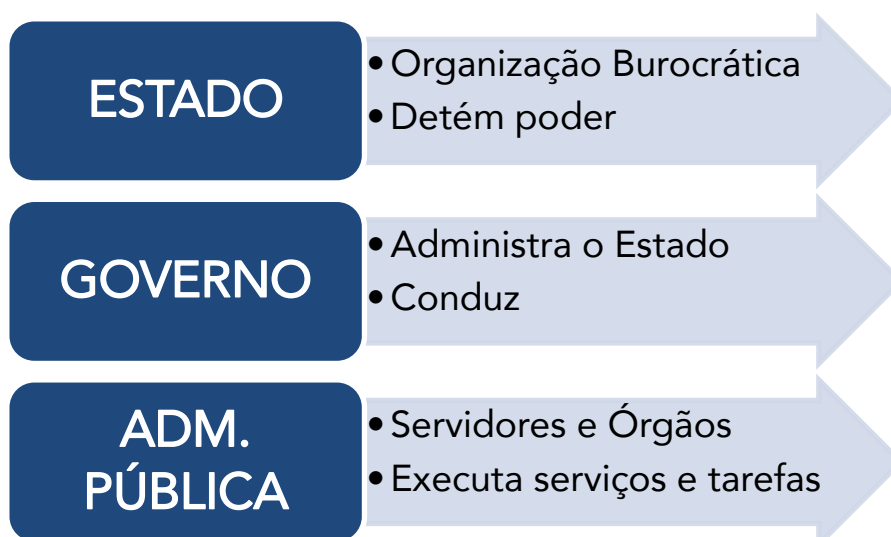 ESTADO
• Organização Burocrática
• Detém poder
GOVERNO
• Administra o Estado
• Conduz
ADM.
PÚBLICA
• Servidores e Órgãos
• Executa serviços e tarefas